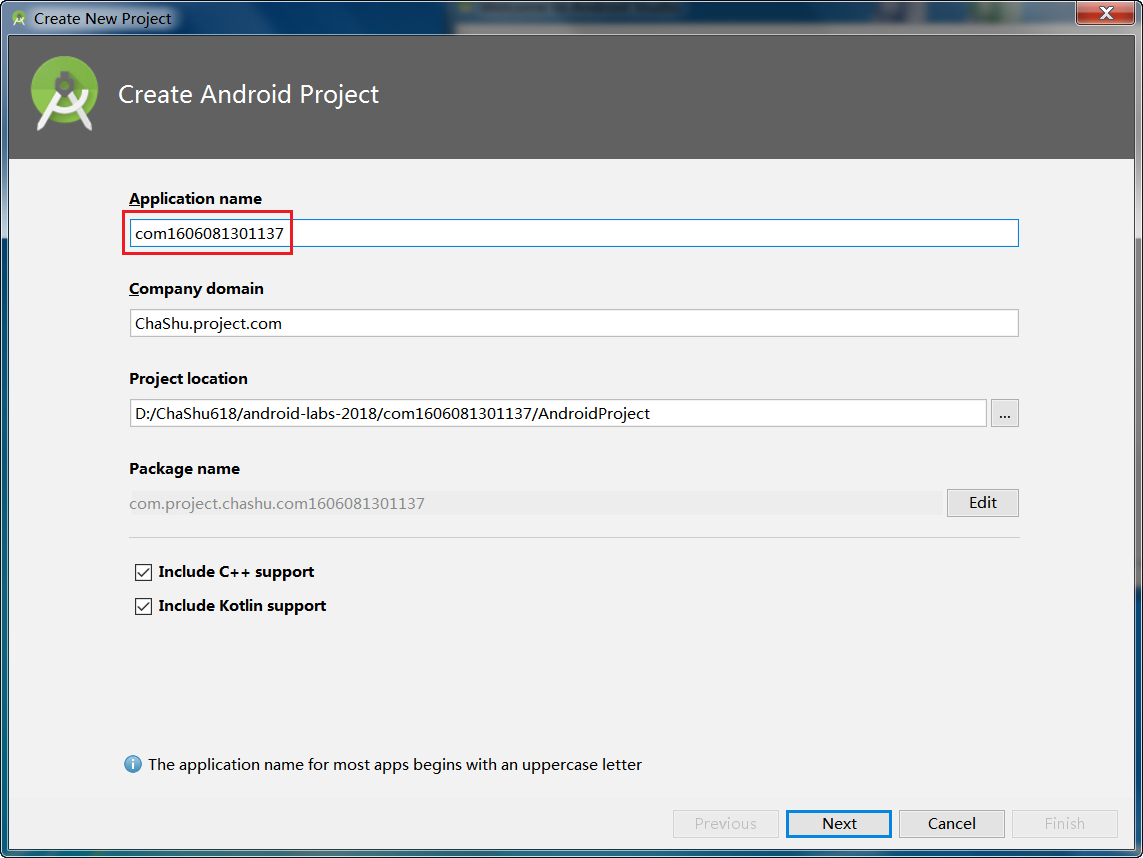 Create New Project
Create Android Project
Application name
com1606081301137
Company domain
ChaShu.project.com
Project location
D:/ChaShu618/android-labs-2018/com1606081301137/AndroidProject
...
Package name
com.project.chashu.com1606081301137
Edit
Include C++ support
Include Kotlin support
The application name for most apps begins with an uppercase letter
Previous
Next
Cancel
Finish